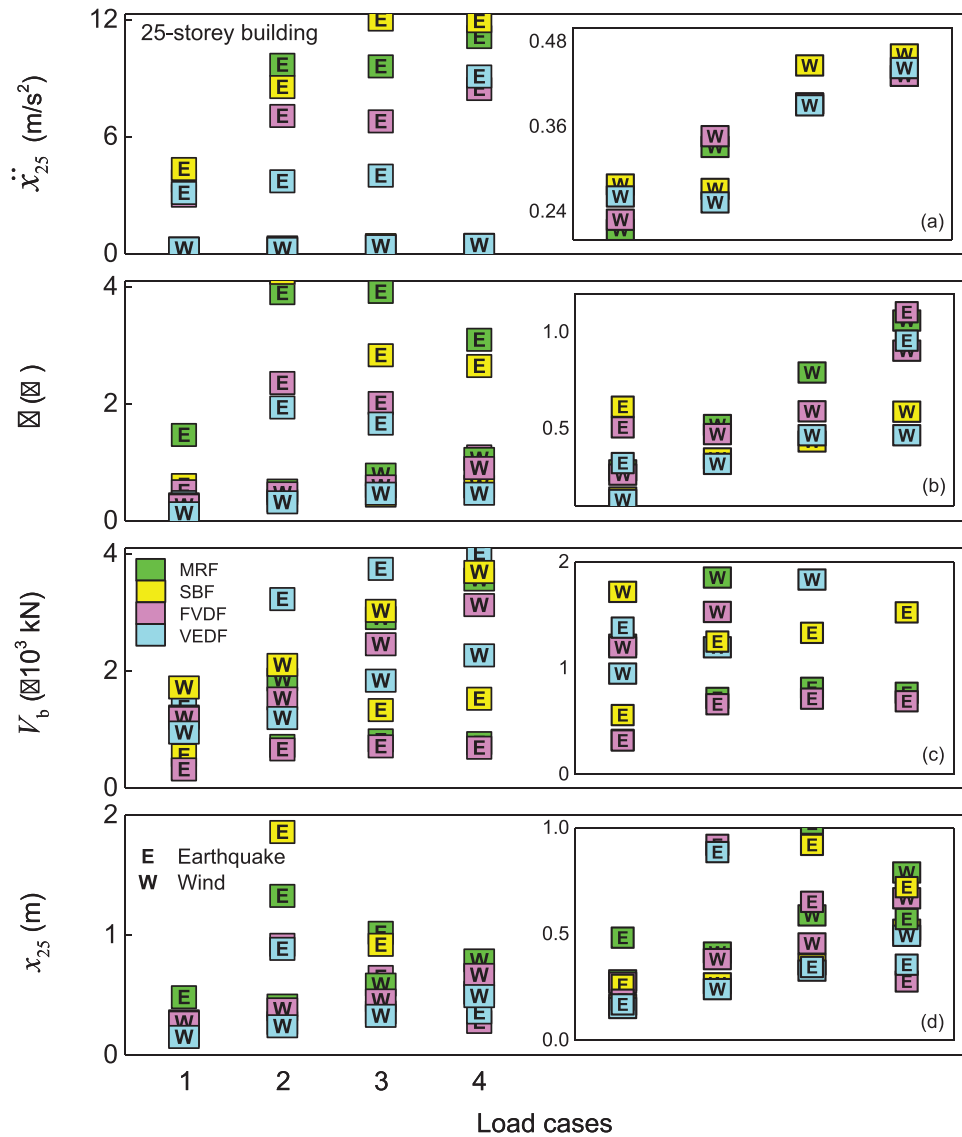 25-storey building
ẍ25 (m/s²)
12
6
0
0.48
0.36
0.24
(a)
4
2
0
1.0
0.5
(b)
MRF
SBF
FVDF
VEDF
Vb (10³ kN)
4
2
0
2
1
0
(c)
E Earthquake
W Wind
x25 (m)
2
1
0
1.0
0.5
0.0
(d)
1 2 3 4
Load cases